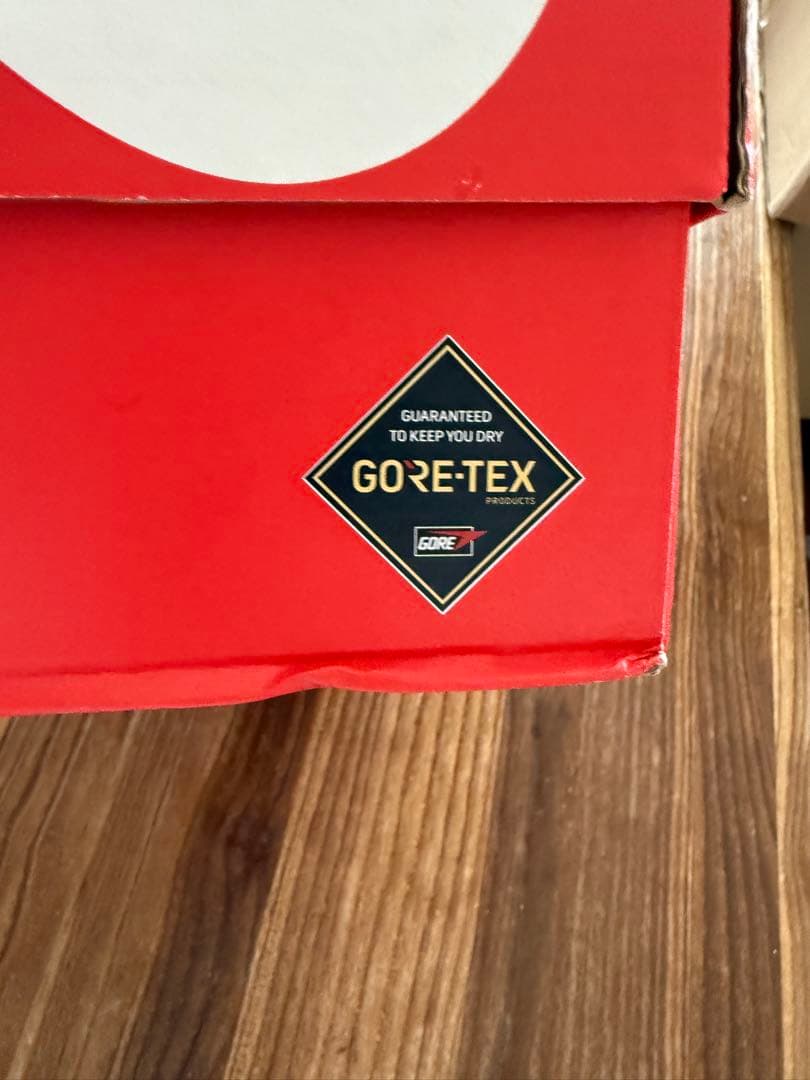 GUARANTEED
TO KEEP YOU DRY
GORE-TEX
PRODUCTS
GORE